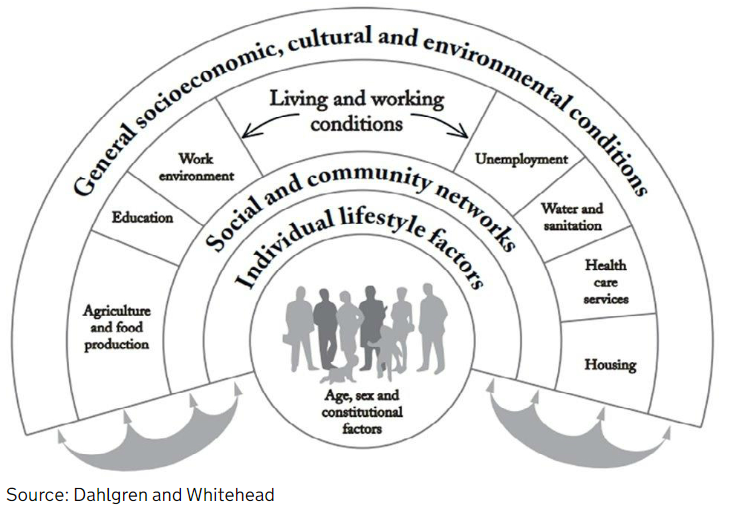 General socioeconomic, cultural and environmental conditions
Living and working
conditions
Work
environment
Unemployment
Education
Water and
sanitation
Agriculture
and food
production
Health
care
services
Housing
Social and community networks
Individual lifestyle factors
Age, sex and
constitutional
factors
Source: Dahlgren and Whitehead